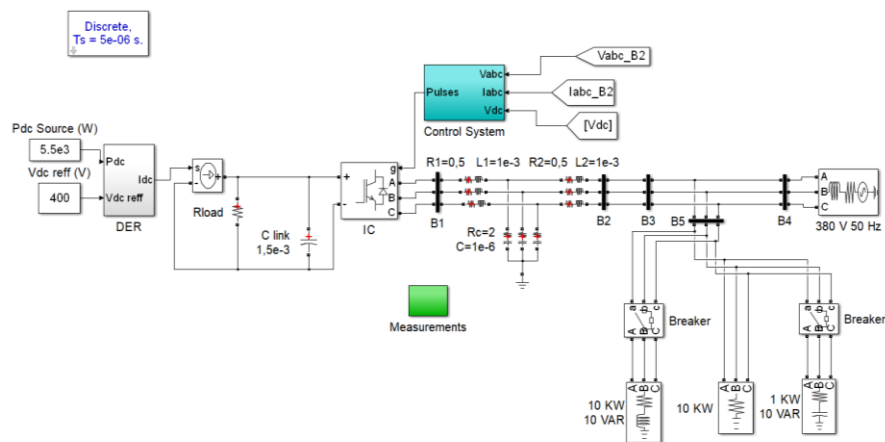 Discrete,
Ts = 5e-06 s.
Vabc
Vabc_B2
Pulses
Iabc
Iabc_B2
Vdc
[Vdc]
Control System
Pdc Source (W)
5.5e3
Pdc
Idc
Vdc reff (V)
400
Vdc reff
DER
s
+
-
Rload
C link
1,5e-3
+
-
g
A
B
C
IC
B1
R1=0,5 L1=1e-3 R2=0,5 L2=1e-3
Rc=2
C=1e-6
B2
B3
B5
B4
A
B
C
380 V 50 Hz
Measurements
a b c
A B C
Breaker
a b c
A B C
Breaker
A B C
10 KW
10 VAR
A B C
10 KW
A B C
1 KW
10 VAR